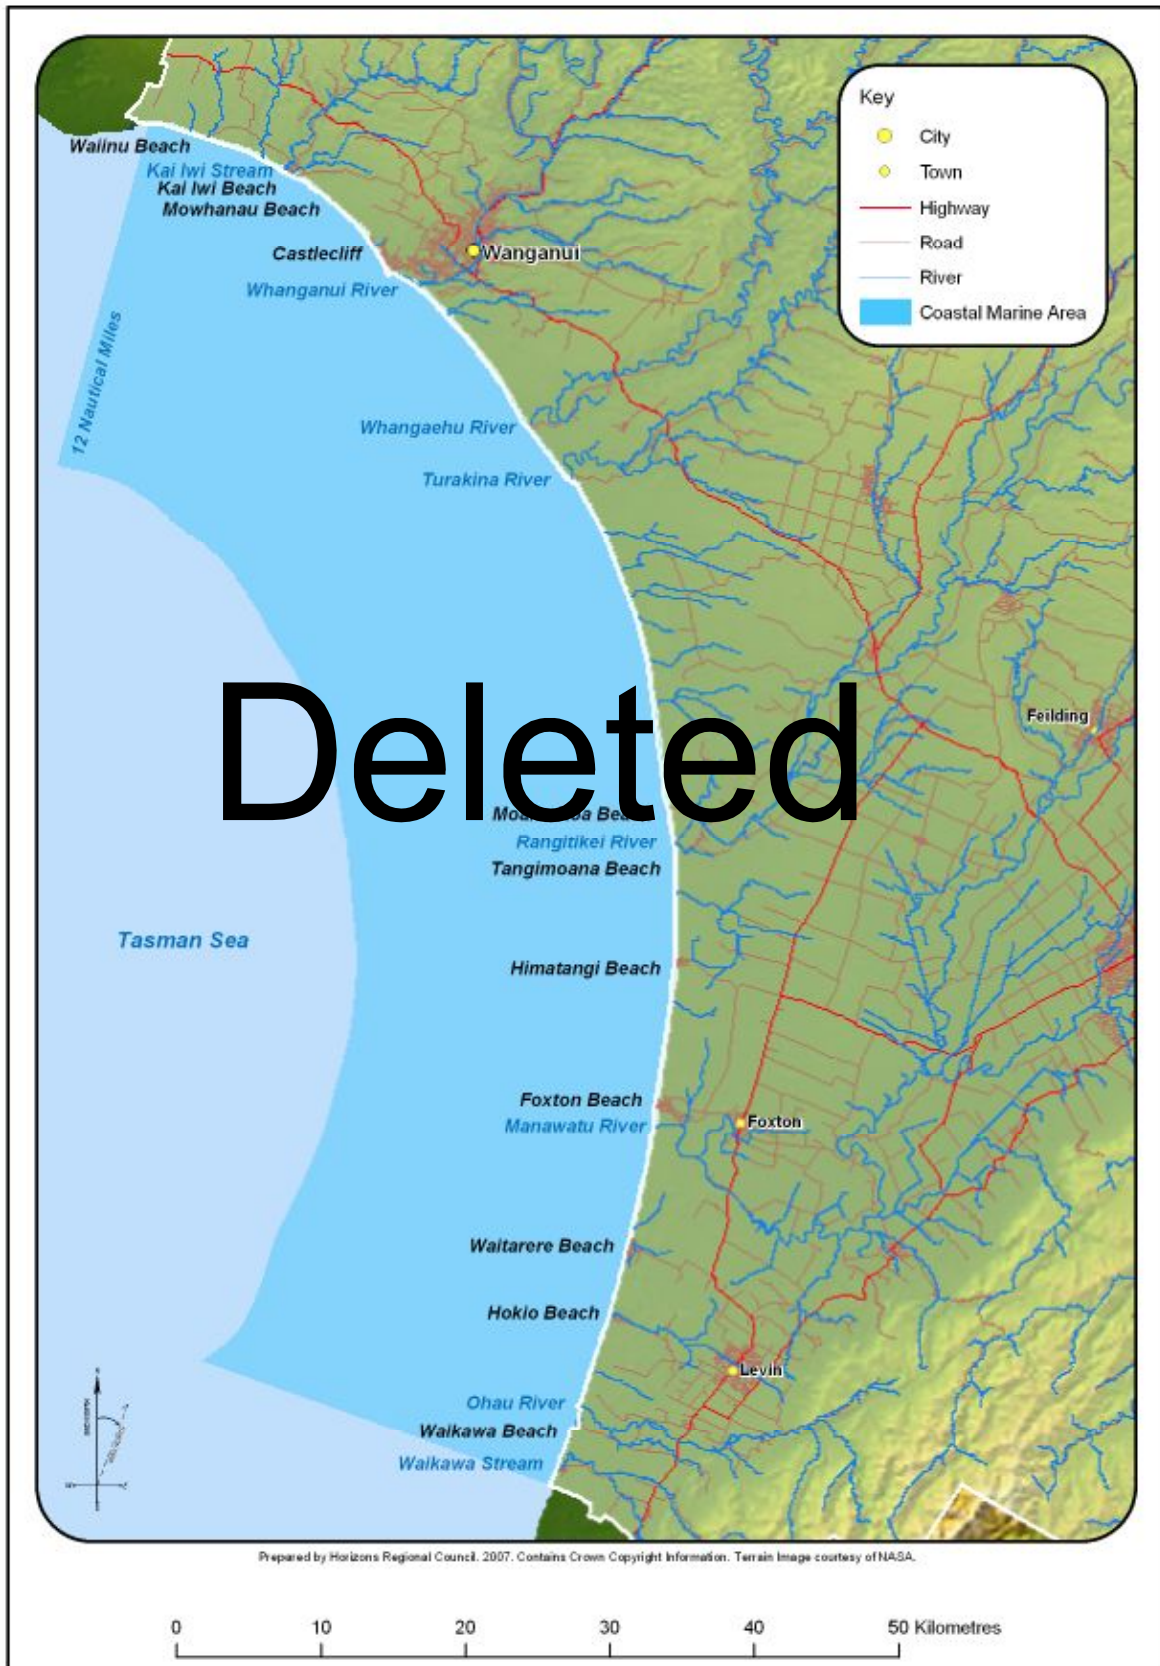 Key
City
Town
Highway
Road
River
Coastal Marine Area
Waiinu Beach
Kai Iwi Stream
Kai Iwi Beach
Mowhanau Beach
Castlecliff
Wanganui
Whanganui River
12 Nautical Miles
Whangaehu River
Turakina River
Deleted
Feilding
Rangitikei River
Tangimoana Beach
Tasman Sea
Himatangi Beach
Foxton Beach
Manawatu River
Foxton
Waitarere Beach
Hokio Beach
Levin
Ohau River
Waikawa Beach
Waikawa Stream
Prepared by Horizons Regional Council. 2007. Contains Crown Copyright Information. Terrain Image courtesy of NASA.
0 10 20 30 40 50 Kilometres